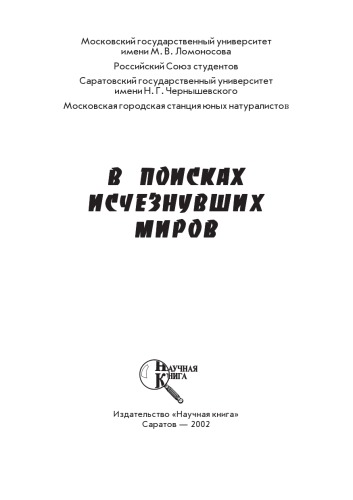 Московский государственный университет
имени М. В. Ломоносова
Российский Союз студентов
Саратовский государственный университет
имени Н. Г. Чернышевского
Московская городская станция юных натуралистов
В ПОИСКАХ
ИСЧЕЗНУВШИХ
МИРОВ
НАУЧНАЯ
КНИГА
Издательство «Научная книга»
Саратов — 2002